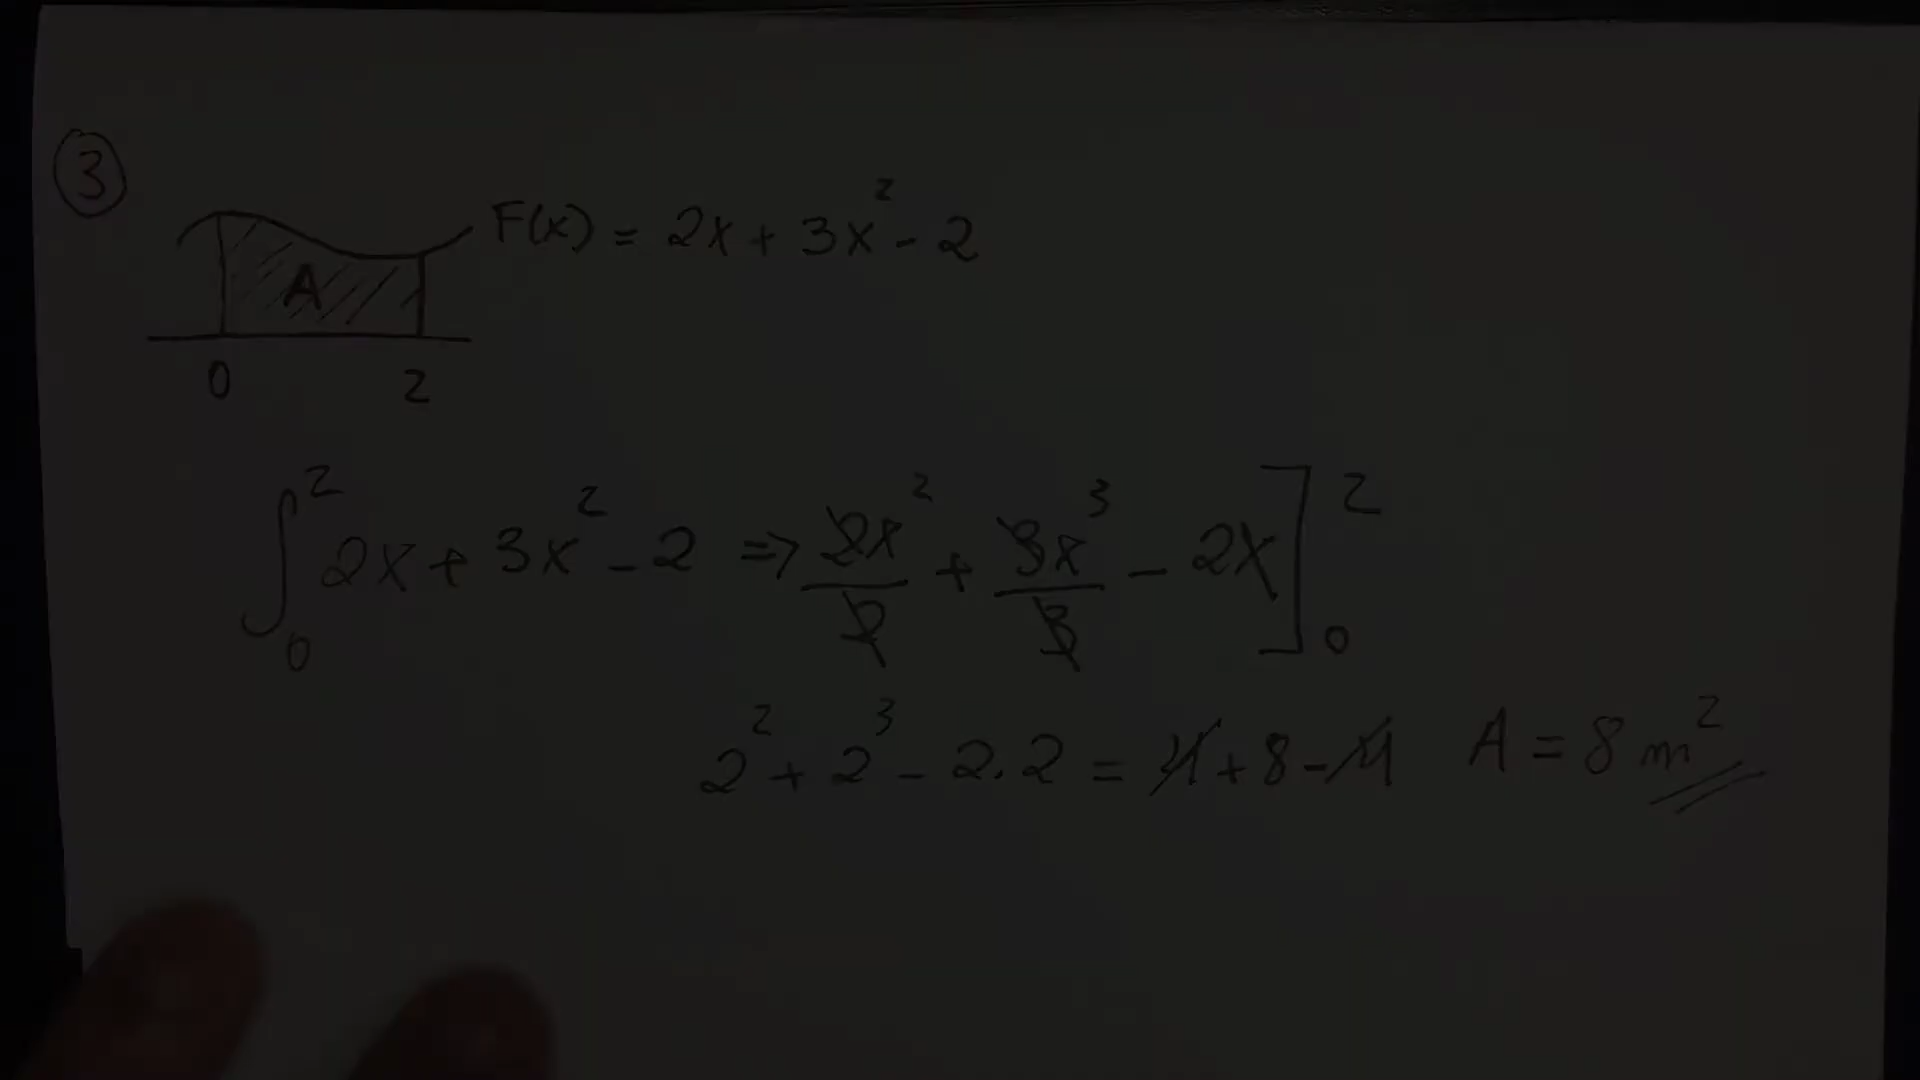 3
F(x) = 2x + 3x² - 2
A
0 2
∫₀² 2x + 3x² - 2 => 2x²/2 + 3x³/3 - 2x]₀²
2² + 2³ - 2.2 = 4 + 8 - 4 A = 8 m²